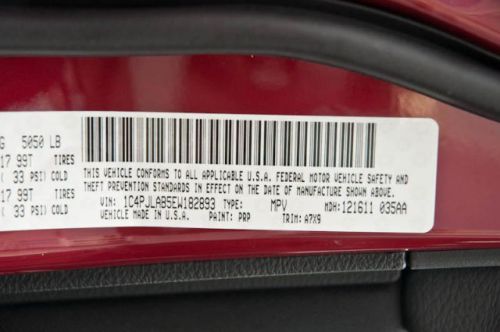 G 5050 LB
17 99T TIRES
( 33 PSI) COLD
17 99T TIRES
( 33 PSI) COLD
THIS VEHICLE CONFORMS TO ALL APPLICABLE U.S.A. FEDERAL MOTOR VEHICLE SAFETY AND
THEFT PREVENTION STANDARDS IN EFFECT ON THE DATE OF MANUFACTURE SHOWN ABOVE.
VIN: 1C4PJLAB5EW182893 TYPE: MPV MDH: 121611 035AA
VEHICLE MADE IN U.S.A. PAINT: PRP TRIM: A7X9